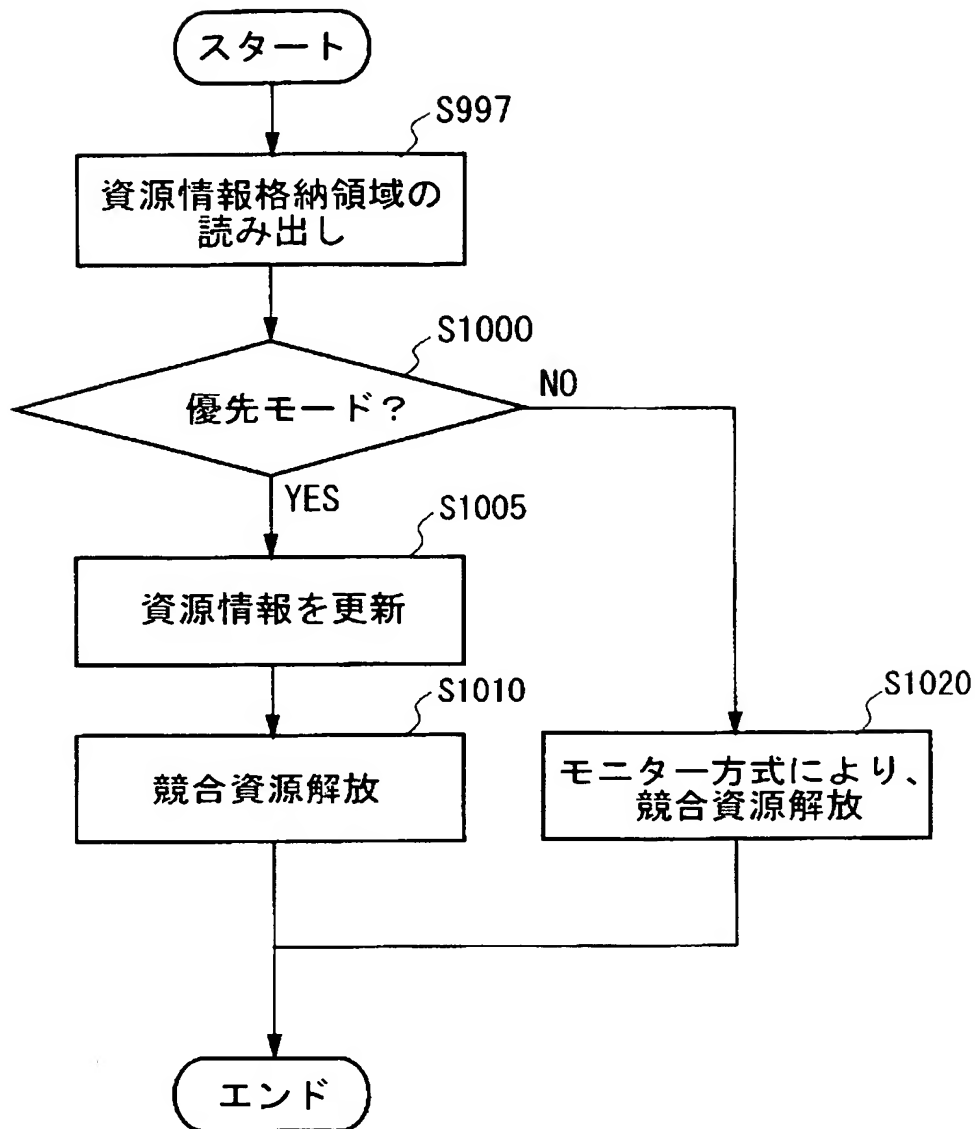 スタート
S997
資源情報格納領域の
読み出し
S1000
優先モード?
NO
YES
S1005
資源情報を更新
S1010
競合資源解放
S1020
モニター方式により、
競合資源解放
エンド